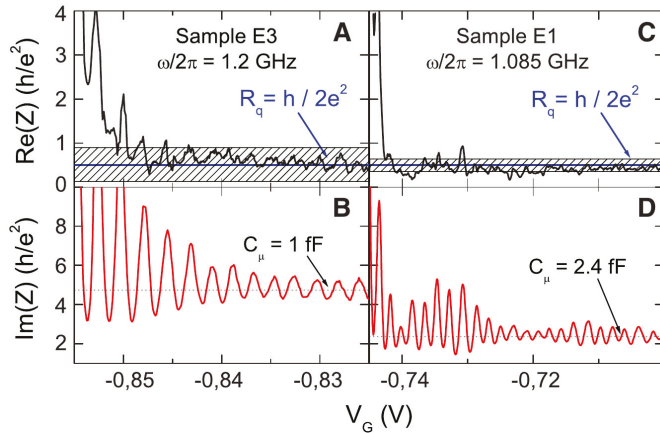 Sample E3
A
ω/2π = 1.2 GHz
R_q = h / 2e²
Re(Z) (h/e²)
4
3
2
1
0
Sample E1
C
ω/2π = 1.085 GHz
R_q = h / 2e²
B
C_μ = 1 fF
Im(Z) (h/e²)
8
6
4
2
D
C_μ = 2.4 fF
-0,85
-0,84
-0,83
-0,74
-0,72
V_G (V)